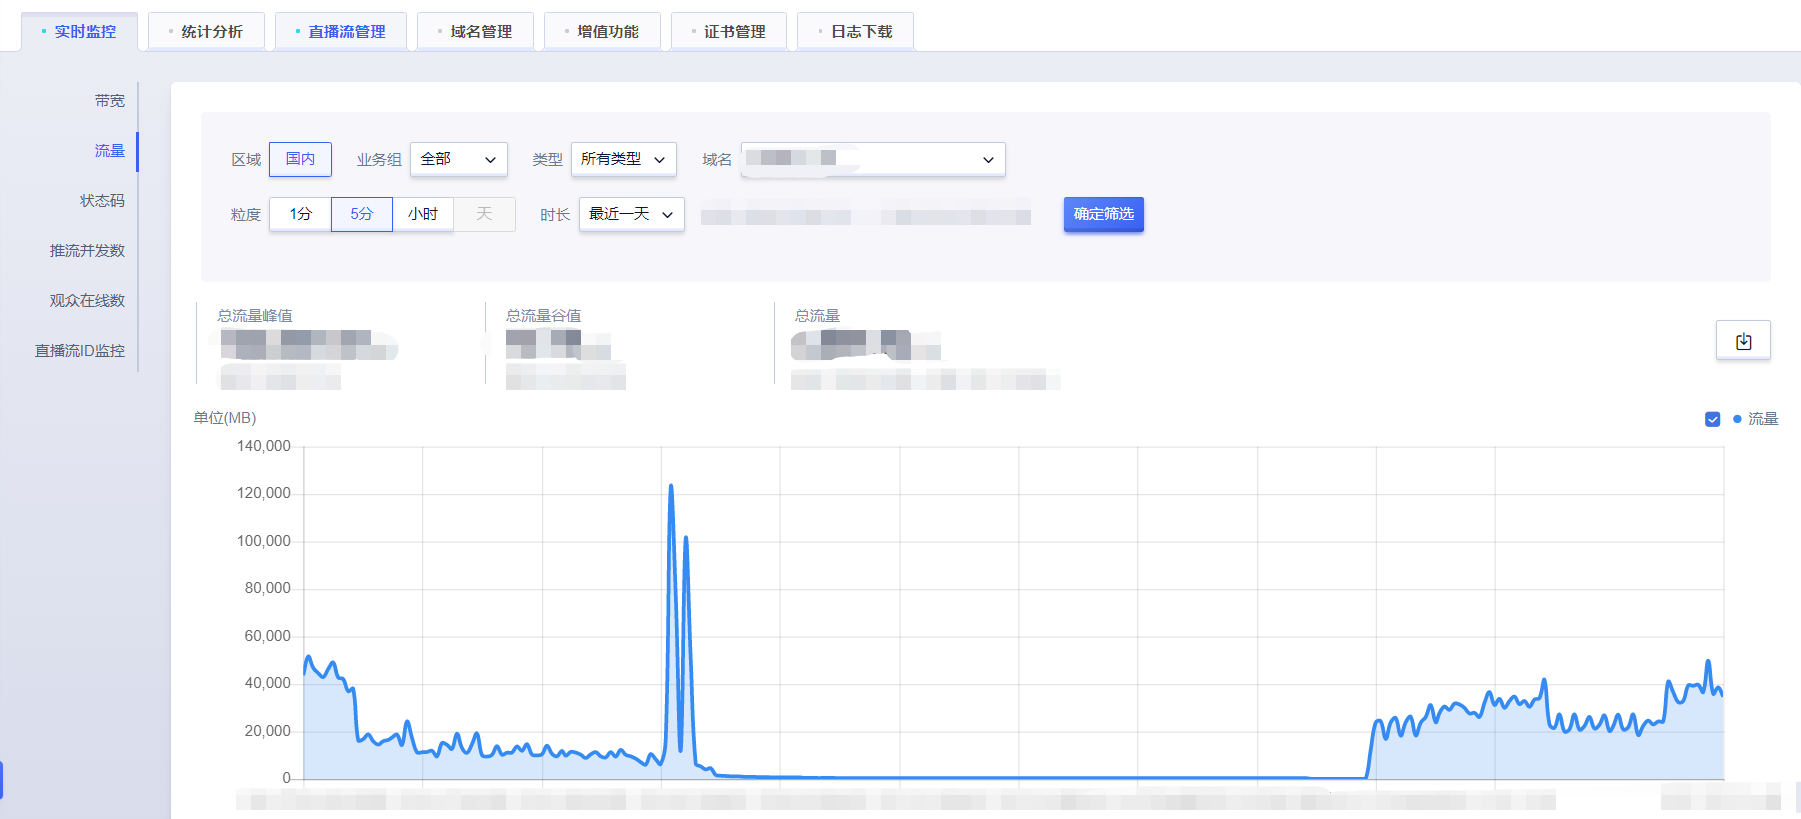 实时监控 统计分析 直播流管理 域名管理 增值功能 证书管理 日志下载
带宽
流量
状态码
推流并发数
观众在线数
直播流ID监控
区域 国内 业务组 全部 类型 所有类型 域名
粒度 1分 5分 小时 天 时长 最近一天 确定筛选
总流量峰值 总流量谷值 总流量
单位(MB) 流量
140,000
120,000
100,000
80,000
60,000
40,000
20,000
0